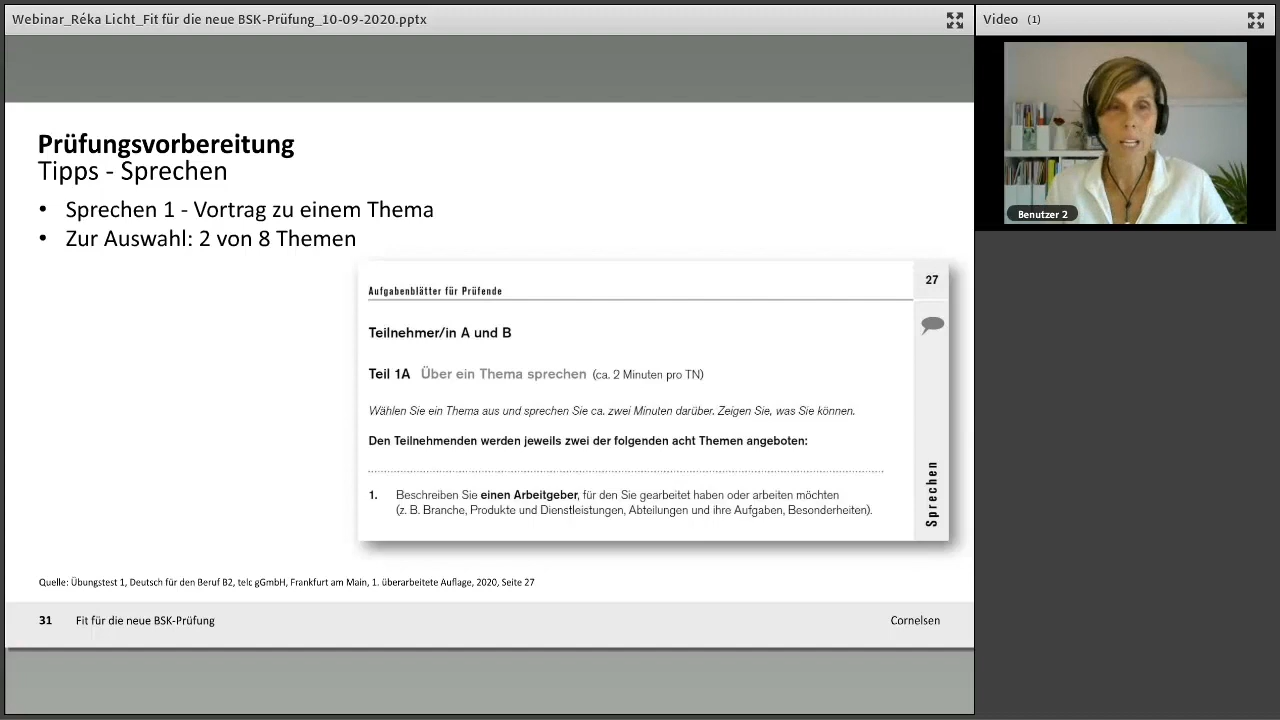 Webinar_Réka Licht_Fit für die neue BSK-Prüfung_10-09-2020.pptx
Video (1)
Benutzer 2
Prüfungsvorbereitung
Tipps - Sprechen
• Sprechen 1 - Vortrag zu einem Thema
• Zur Auswahl: 2 von 8 Themen
Aufgabenblätter für Prüfende
27
Teilnehmer/in A und B
Teil 1A Über ein Thema sprechen (ca. 2 Minuten pro TN)
Wählen Sie ein Thema aus und sprechen Sie ca. zwei Minuten darüber. Zeigen Sie, was Sie können.
Den Teilnehmenden werden jeweils zwei der folgenden acht Themen angeboten:
1. Beschreiben Sie einen Arbeitgeber, für den Sie gearbeitet haben oder arbeiten möchten
(z. B. Branche, Produkte und Dienstleistungen, Abteilungen und ihre Aufgaben, Besonderheiten).
Sprechen
Quelle: Übungstest 1, Deutsch für den Beruf B2, telc gGmbH, Frankfurt am Main, 1. überarbeitete Auflage, 2020, Seite 27
31 Fit für die neue BSK-Prüfung
Cornelsen